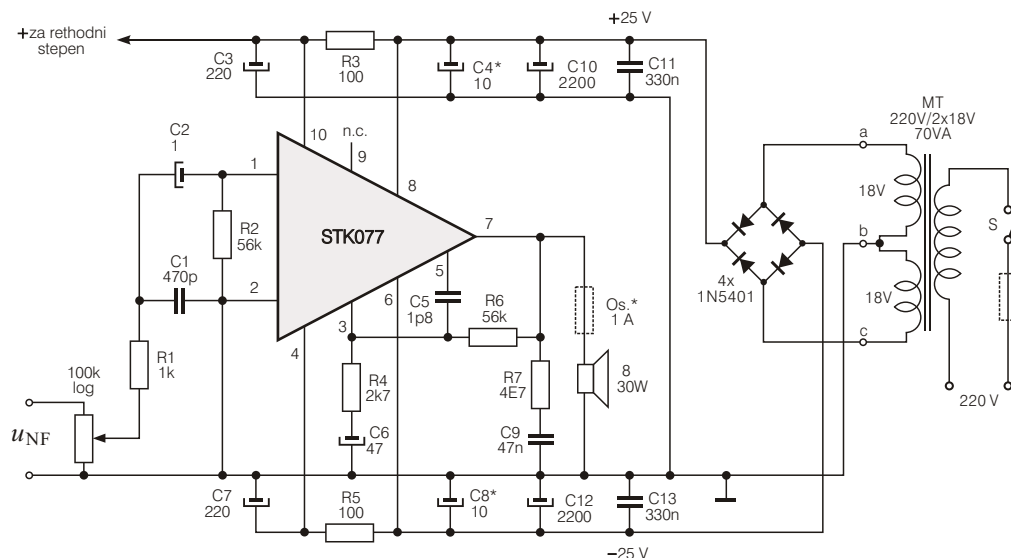 +za rethodni
stepen
C3
220
R3
100
+25 V
C4*
10
C10
2200
C11
330n
MT
220V/2x18V
70VA
C2
1
10
n.c.
9
1
8
a
18V
R2
56k
STK077
7
b
S
C1
470p
2
5
6
C5
1p8
R6
56k
Os.*
1 A
4x
1N5401
18V
3
4
c
R1
1k
100k
log
R4
2k7
R7
4E7
8
30W
220 V
uNF
C6
47
C9
47n
C7
220
R5
100
C8*
10
C12
2200
C13
330n
−25 V